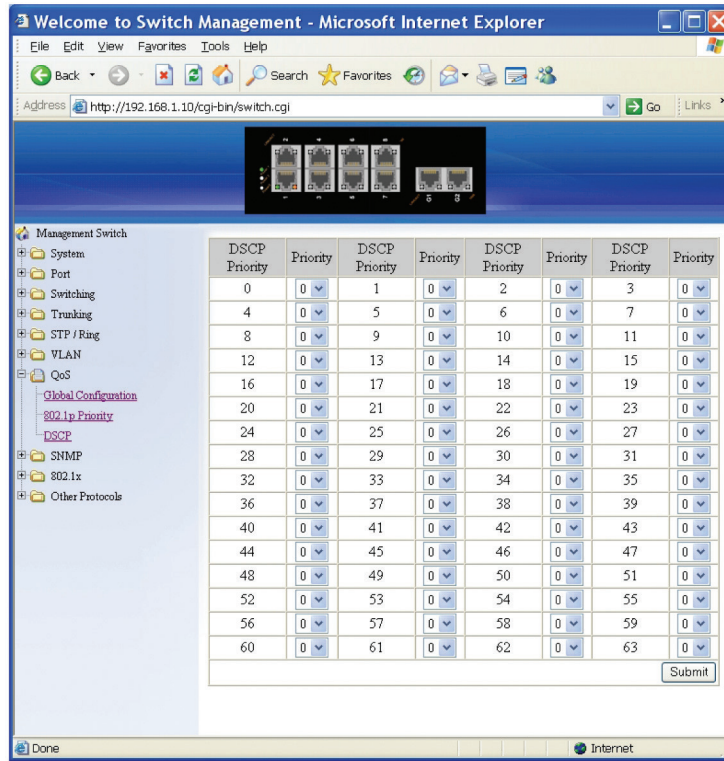 Welcome to Switch Management - Microsoft Internet Explorer
File Edit View Favorites Tools Help
Back Search Favorites
Address http://192.168.1.10/cgi-bin/switch.cgi Go Links
Management Switch
System
Port
Switching
Trunking
STP / Ring
VLAN
QoS
Global Configuration
802.1p Priority
DSCP
SNMP
802.1x
Other Protocols
DSCP Priority Priority DSCP Priority Priority DSCP Priority Priority DSCP Priority Priority
0 0 1 0 2 0 3 0
4 0 5 0 6 0 7 0
8 0 9 0 10 0 11 0
12 0 13 0 14 0 15 0
16 0 17 0 18 0 19 0
20 0 21 0 22 0 23 0
24 0 25 0 26 0 27 0
28 0 29 0 30 0 31 0
32 0 33 0 34 0 35 0
36 0 37 0 38 0 39 0
40 0 41 0 42 0 43 0
44 0 45 0 46 0 47 0
48 0 49 0 50 0 51 0
52 0 53 0 54 0 55 0
56 0 57 0 58 0 59 0
60 0 61 0 62 0 63 0
Submit
Done Internet